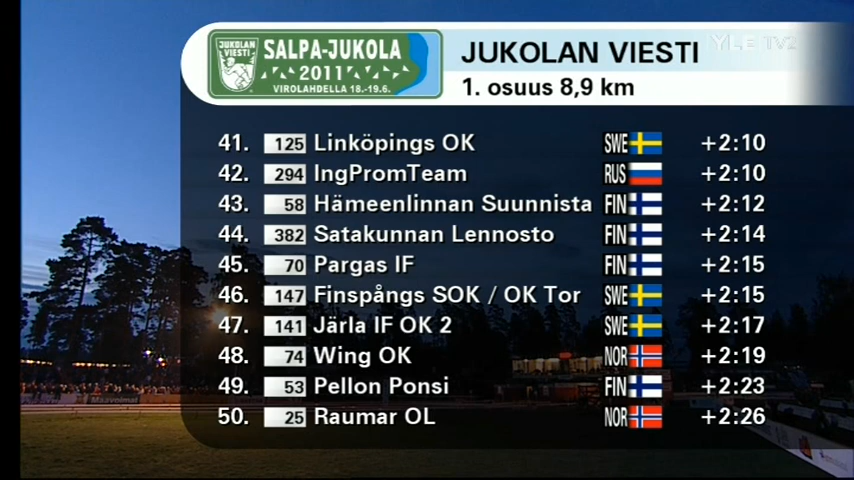 JUKOLAN VIESTI
SALPA-JUKOLA
2011
VIROLAHDELLA 18.-19.6.
JUKOLAN VIESTI
YLE TV2
1. osuus 8,9 km
41. 125 Linköpings OK SWE +2:10
42. 294 IngPromTeam RUS +2:10
43. 58 Hämeenlinnan Suunnista FIN +2:12
44. 382 Satakunnan Lennosto FIN +2:14
45. 70 Pargas IF FIN +2:15
46. 147 Finspångs SOK / OK Tor SWE +2:15
47. 141 Järla IF OK 2 SWE +2:17
48. 74 Wing OK NOR +2:19
49. 53 Pellon Ponsi FIN +2:23
50. 25 Raumar OL NOR +2:26